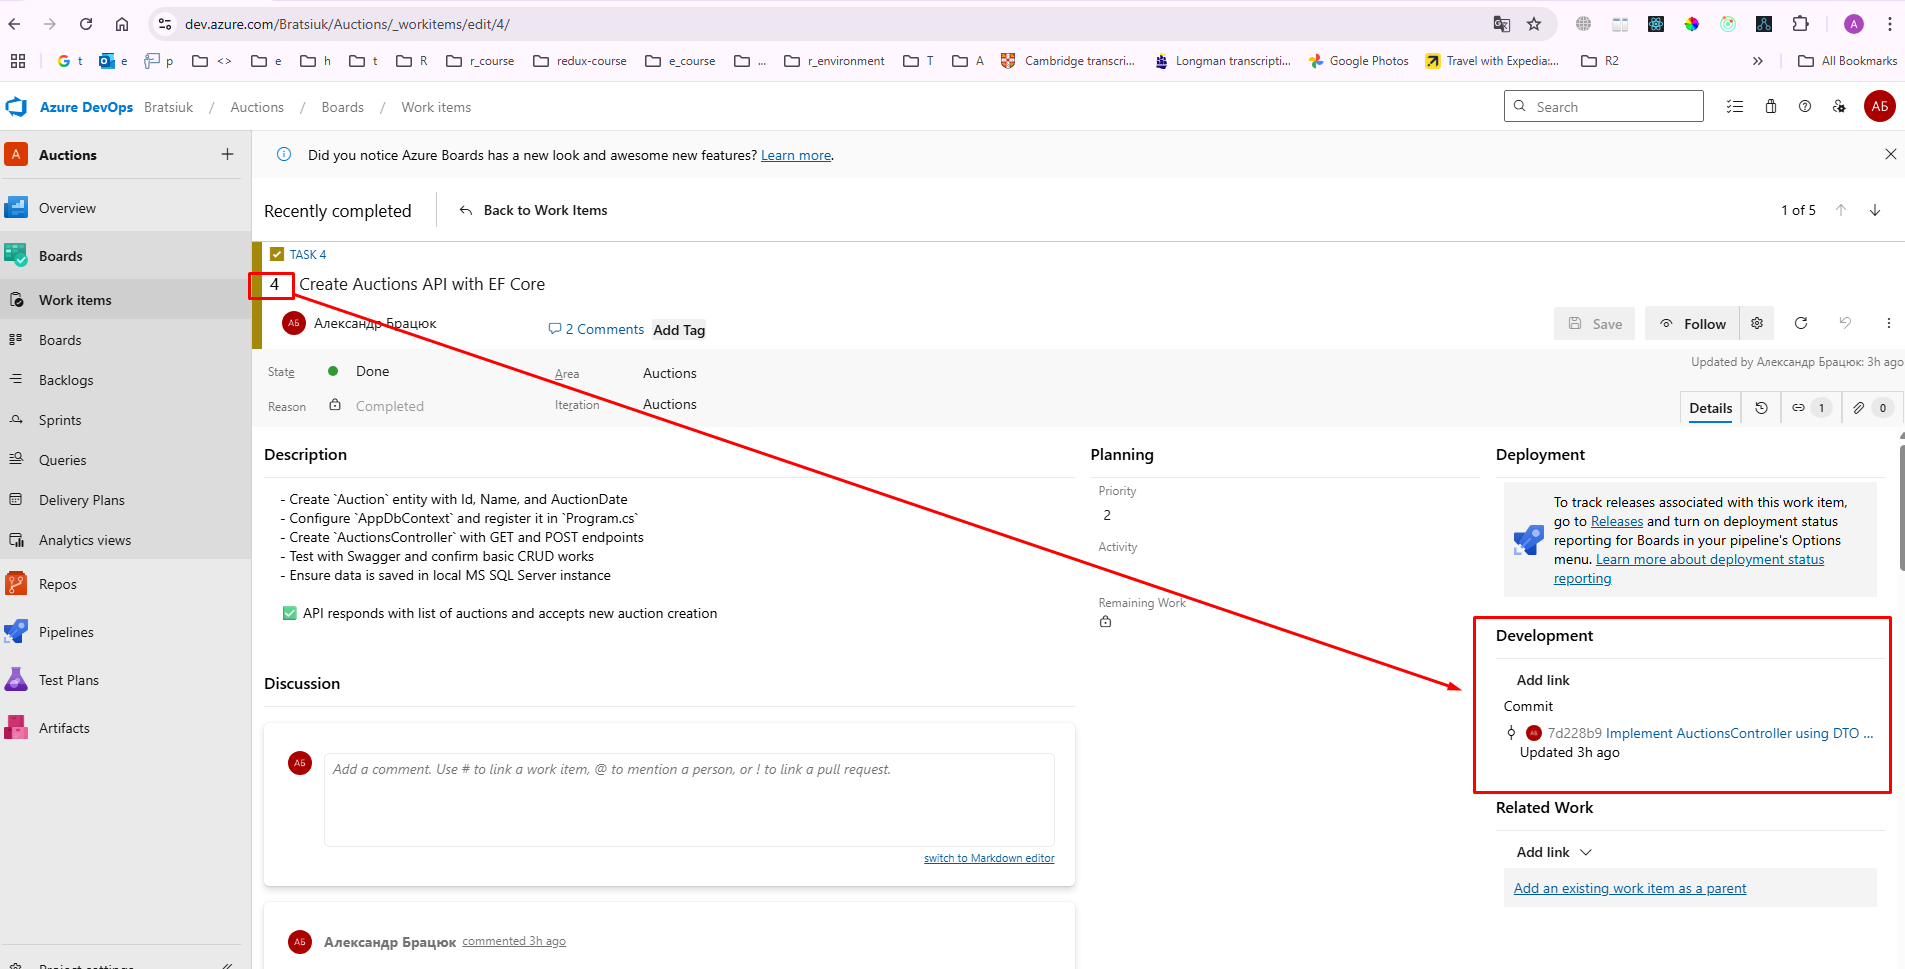 dev.azure.com/Bratsiuk/Auctions/_workitems/edit/4/
A
t
e
p
<>
e
h
t
R
r_course
redux-course
e_course
...
r_environment
T
A
Cambridge transcri...
Longman transcripti...
Google Photos
Travel with Expedia:...
R2
All Bookmarks
Azure DevOps
Bratsiuk / Auctions / Boards / Work items
Search
АБ
A
Auctions
Overview
Boards
Work items
Boards
Backlogs
Sprints
Queries
Delivery Plans
Analytics views
Repos
Pipelines
Test Plans
Artifacts
Did you notice Azure Boards has a new look and awesome new features? Learn more.
Recently completed
Back to Work Items
1 of 5
TASK 4
4 Create Auctions API with EF Core
АБ
Александр Брацюк
2 Comments
Add Tag
Save
Follow
State
Done
Area
Auctions
Updated by Александр Брацюк: 3h ago
Reason
Completed
Iteration
Auctions
Details
1
0
Description
- Create `Auction` entity with Id, Name, and AuctionDate
- Configure `AppDbContext` and register it in `Program.cs`
- Create `AuctionsController` with GET and POST endpoints
- Test with Swagger and confirm basic CRUD works
- Ensure data is saved in local MS SQL Server instance
✅ API responds with list of auctions and accepts new auction creation
Discussion
АБ
Add a comment. Use # to link a work item, @ to mention a person, or ! to link a pull request.
switch to Markdown editor
АБ
Александр Брацюк commented 3h ago
Planning
Priority
2
Activity
Remaining Work
Deployment
To track releases associated with this work item,
go to Releases and turn on deployment status
reporting for Boards in your pipeline's Options
menu. Learn more about deployment status
reporting
Development
Add link
Commit
АБ
7d228b9 Implement AuctionsController using DTO ...
Updated 3h ago
Related Work
Add link
Add an existing work item as a parent